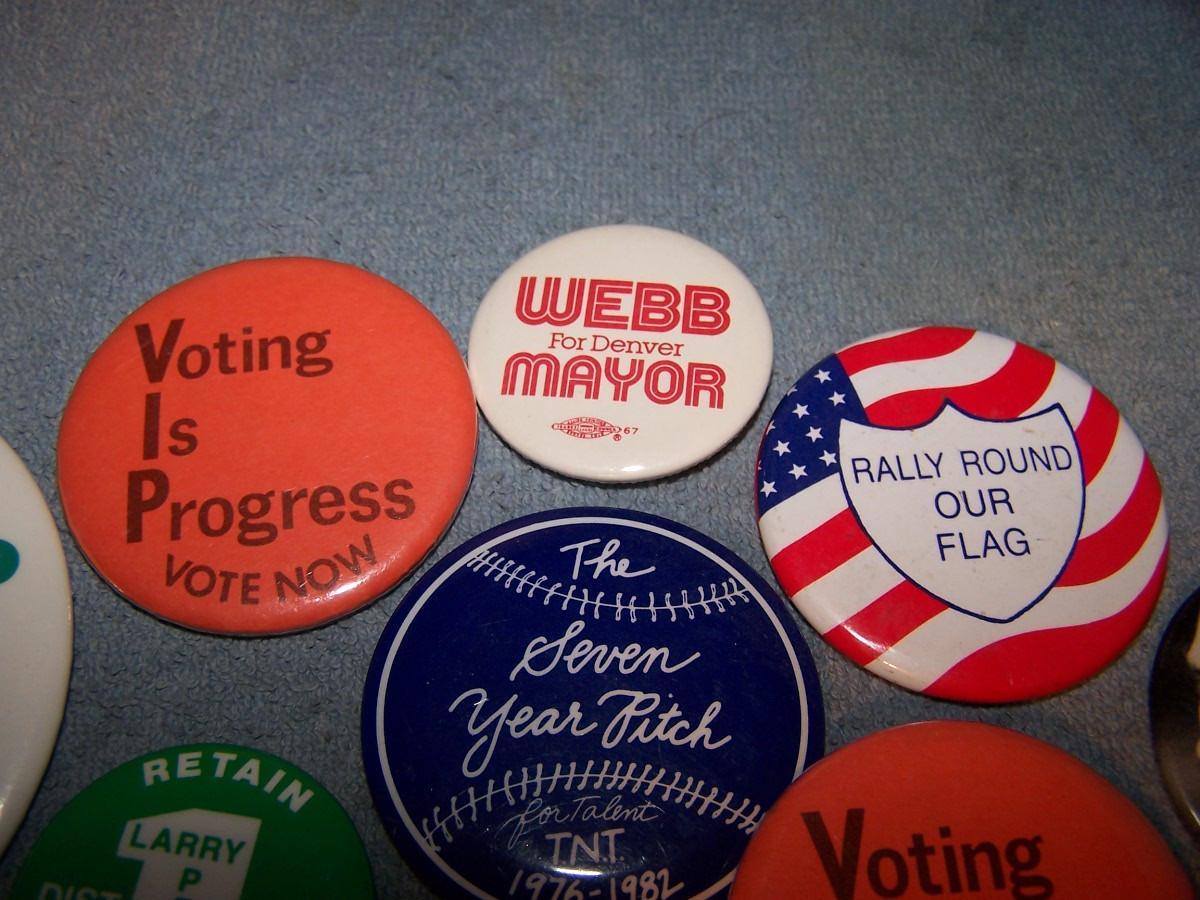 Voting
Is
Progress
VOTE NOW
WEBB
For Denver
MAYOR
67
RALLY ROUND
OUR
FLAG
The
Seven
Year Pitch
for Talent
T.N.T.
1976-1982
RETAIN
LARRY
P
DIST
Voting